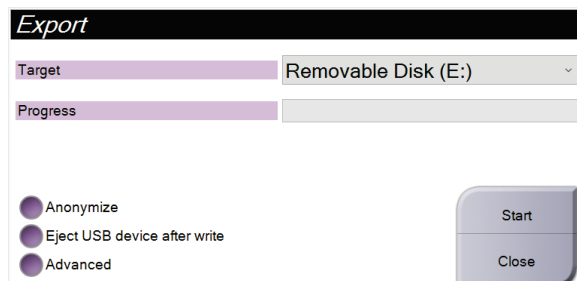 Export
Target
Removable Disk (E:)
Progress
Anonymize
Eject USB device after write
Advanced
Start
Close